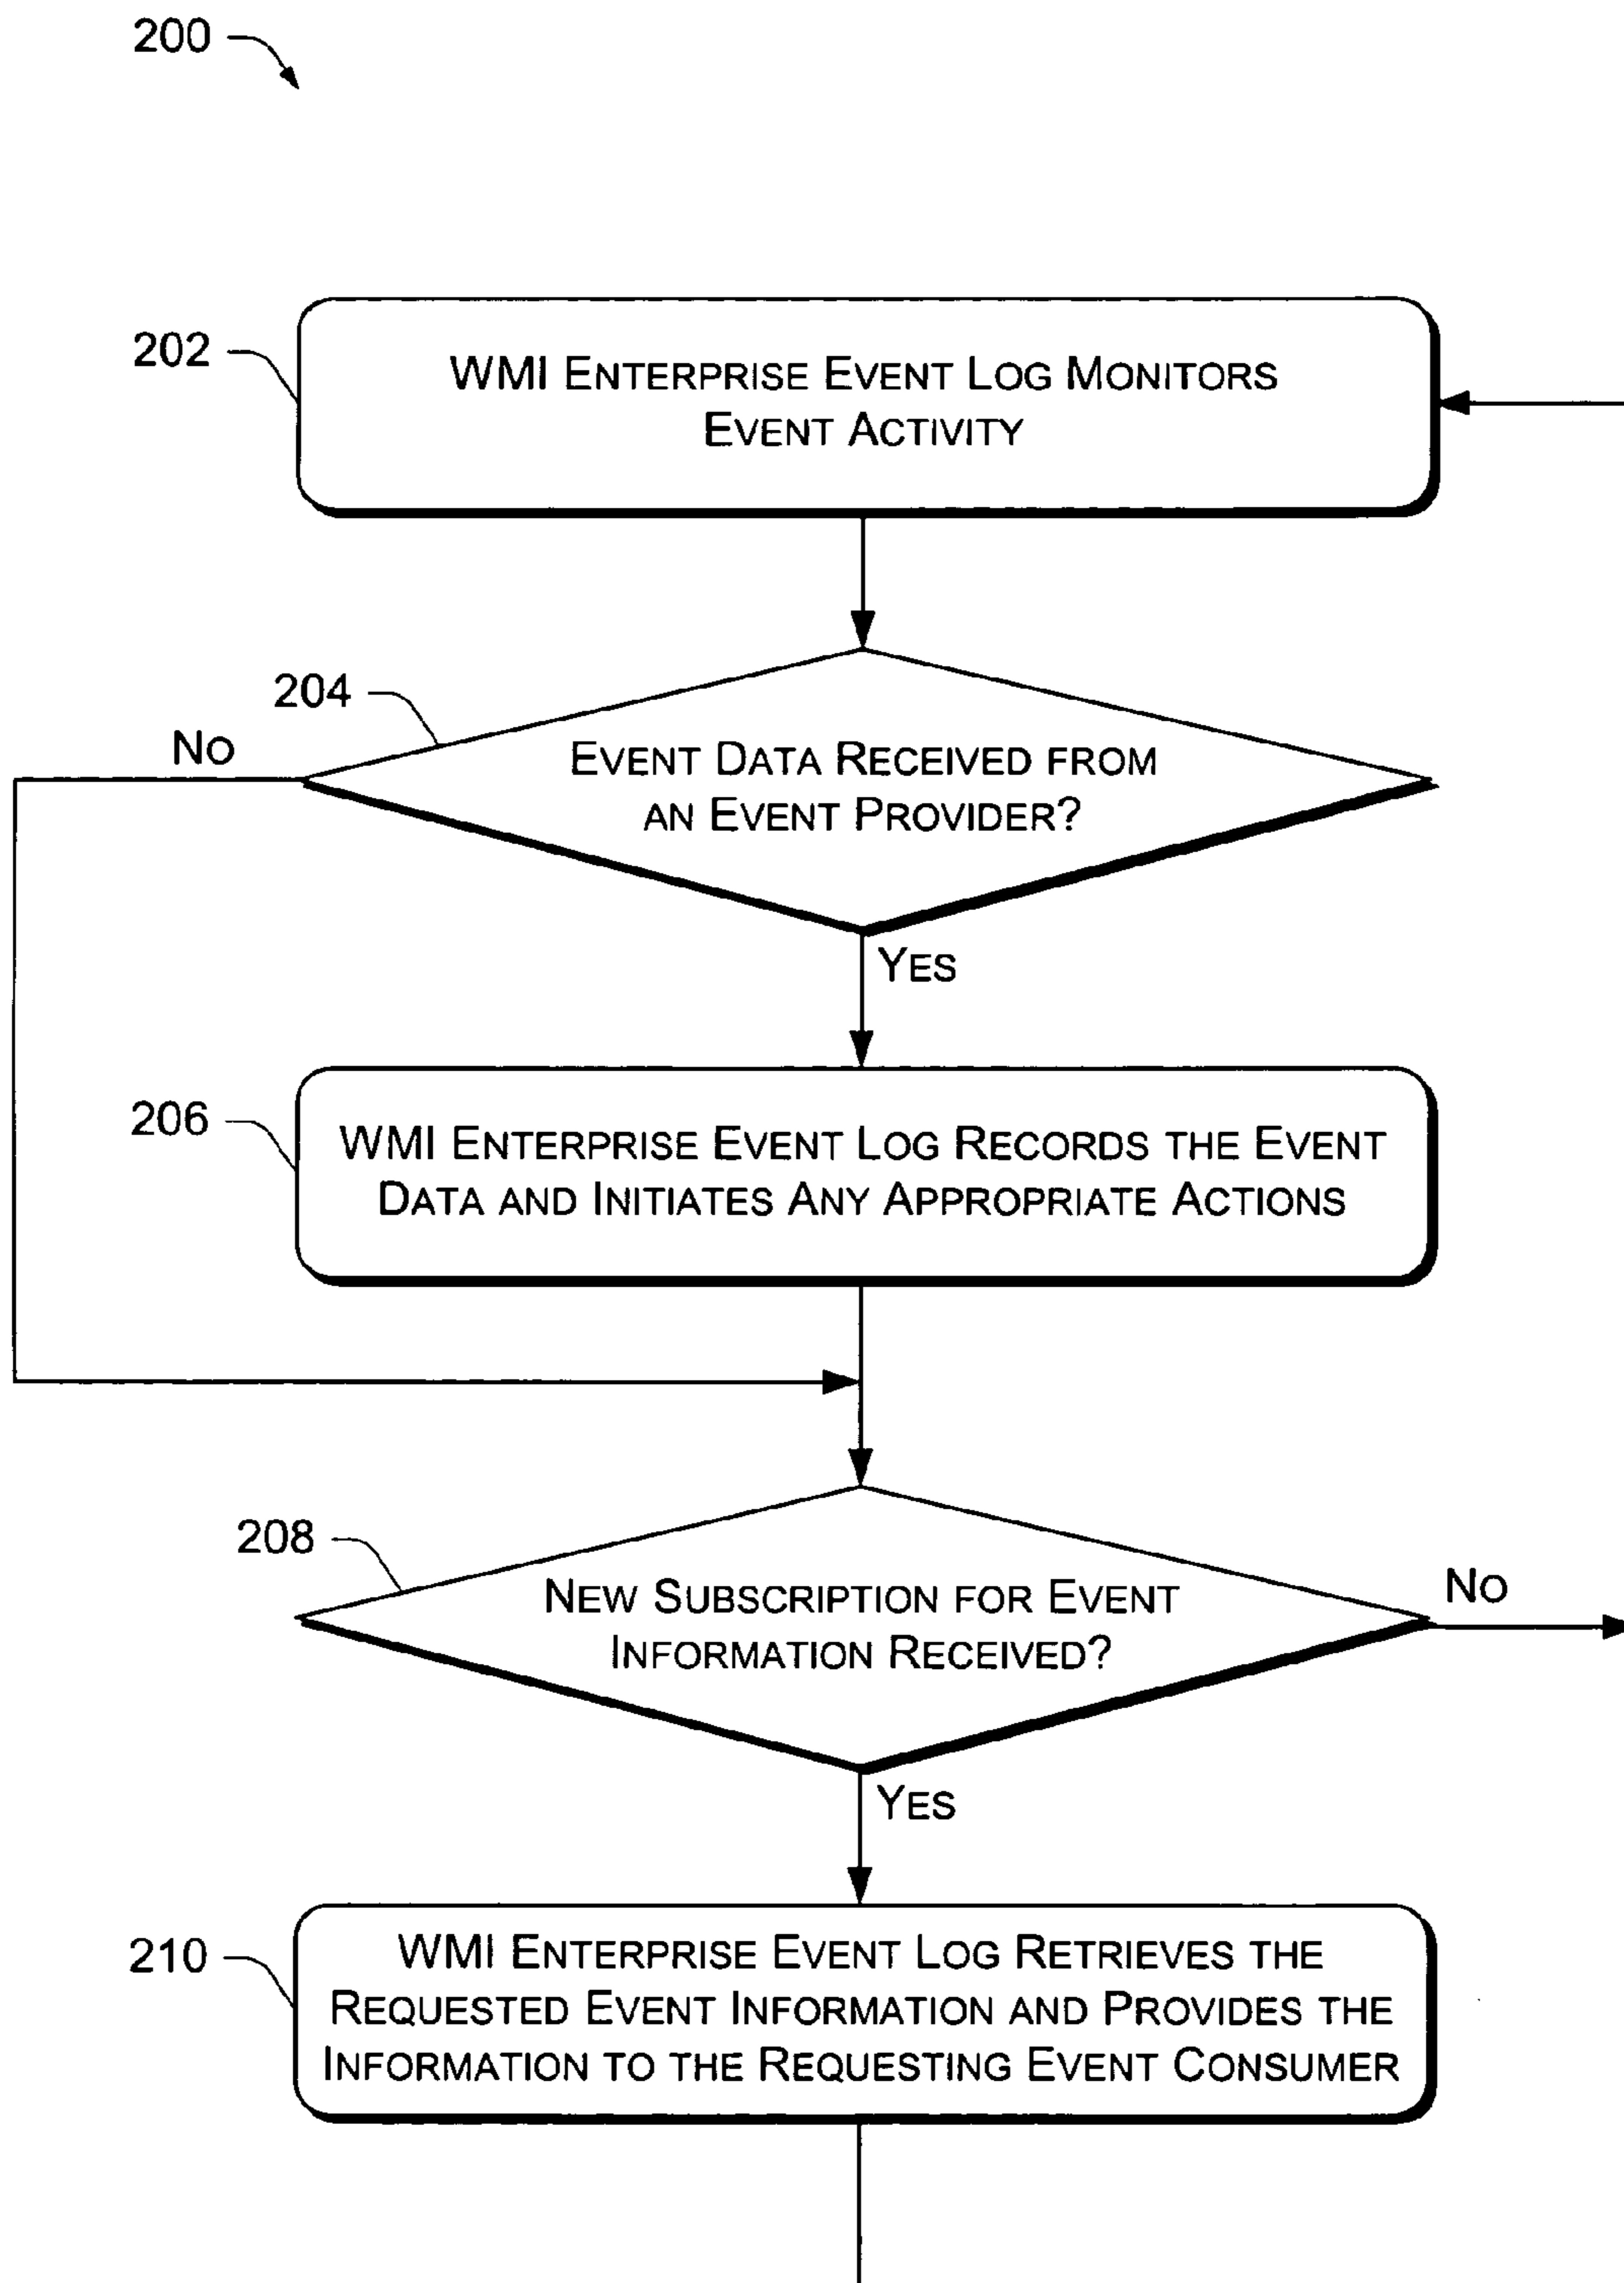 200
202
WMI ENTERPRISE EVENT LOG MONITORS
EVENT ACTIVITY
204
NO
EVENT DATA RECEIVED FROM
AN EVENT PROVIDER?
YES
206
WMI ENTERPRISE EVENT LOG RECORDS THE EVENT
DATA AND INITIATES ANY APPROPRIATE ACTIONS
208
NEW SUBSCRIPTION FOR EVENT
INFORMATION RECEIVED?
NO
YES
210
WMI ENTERPRISE EVENT LOG RETRIEVES THE
REQUESTED EVENT INFORMATION AND PROVIDES THE
INFORMATION TO THE REQUESTING EVENT CONSUMER